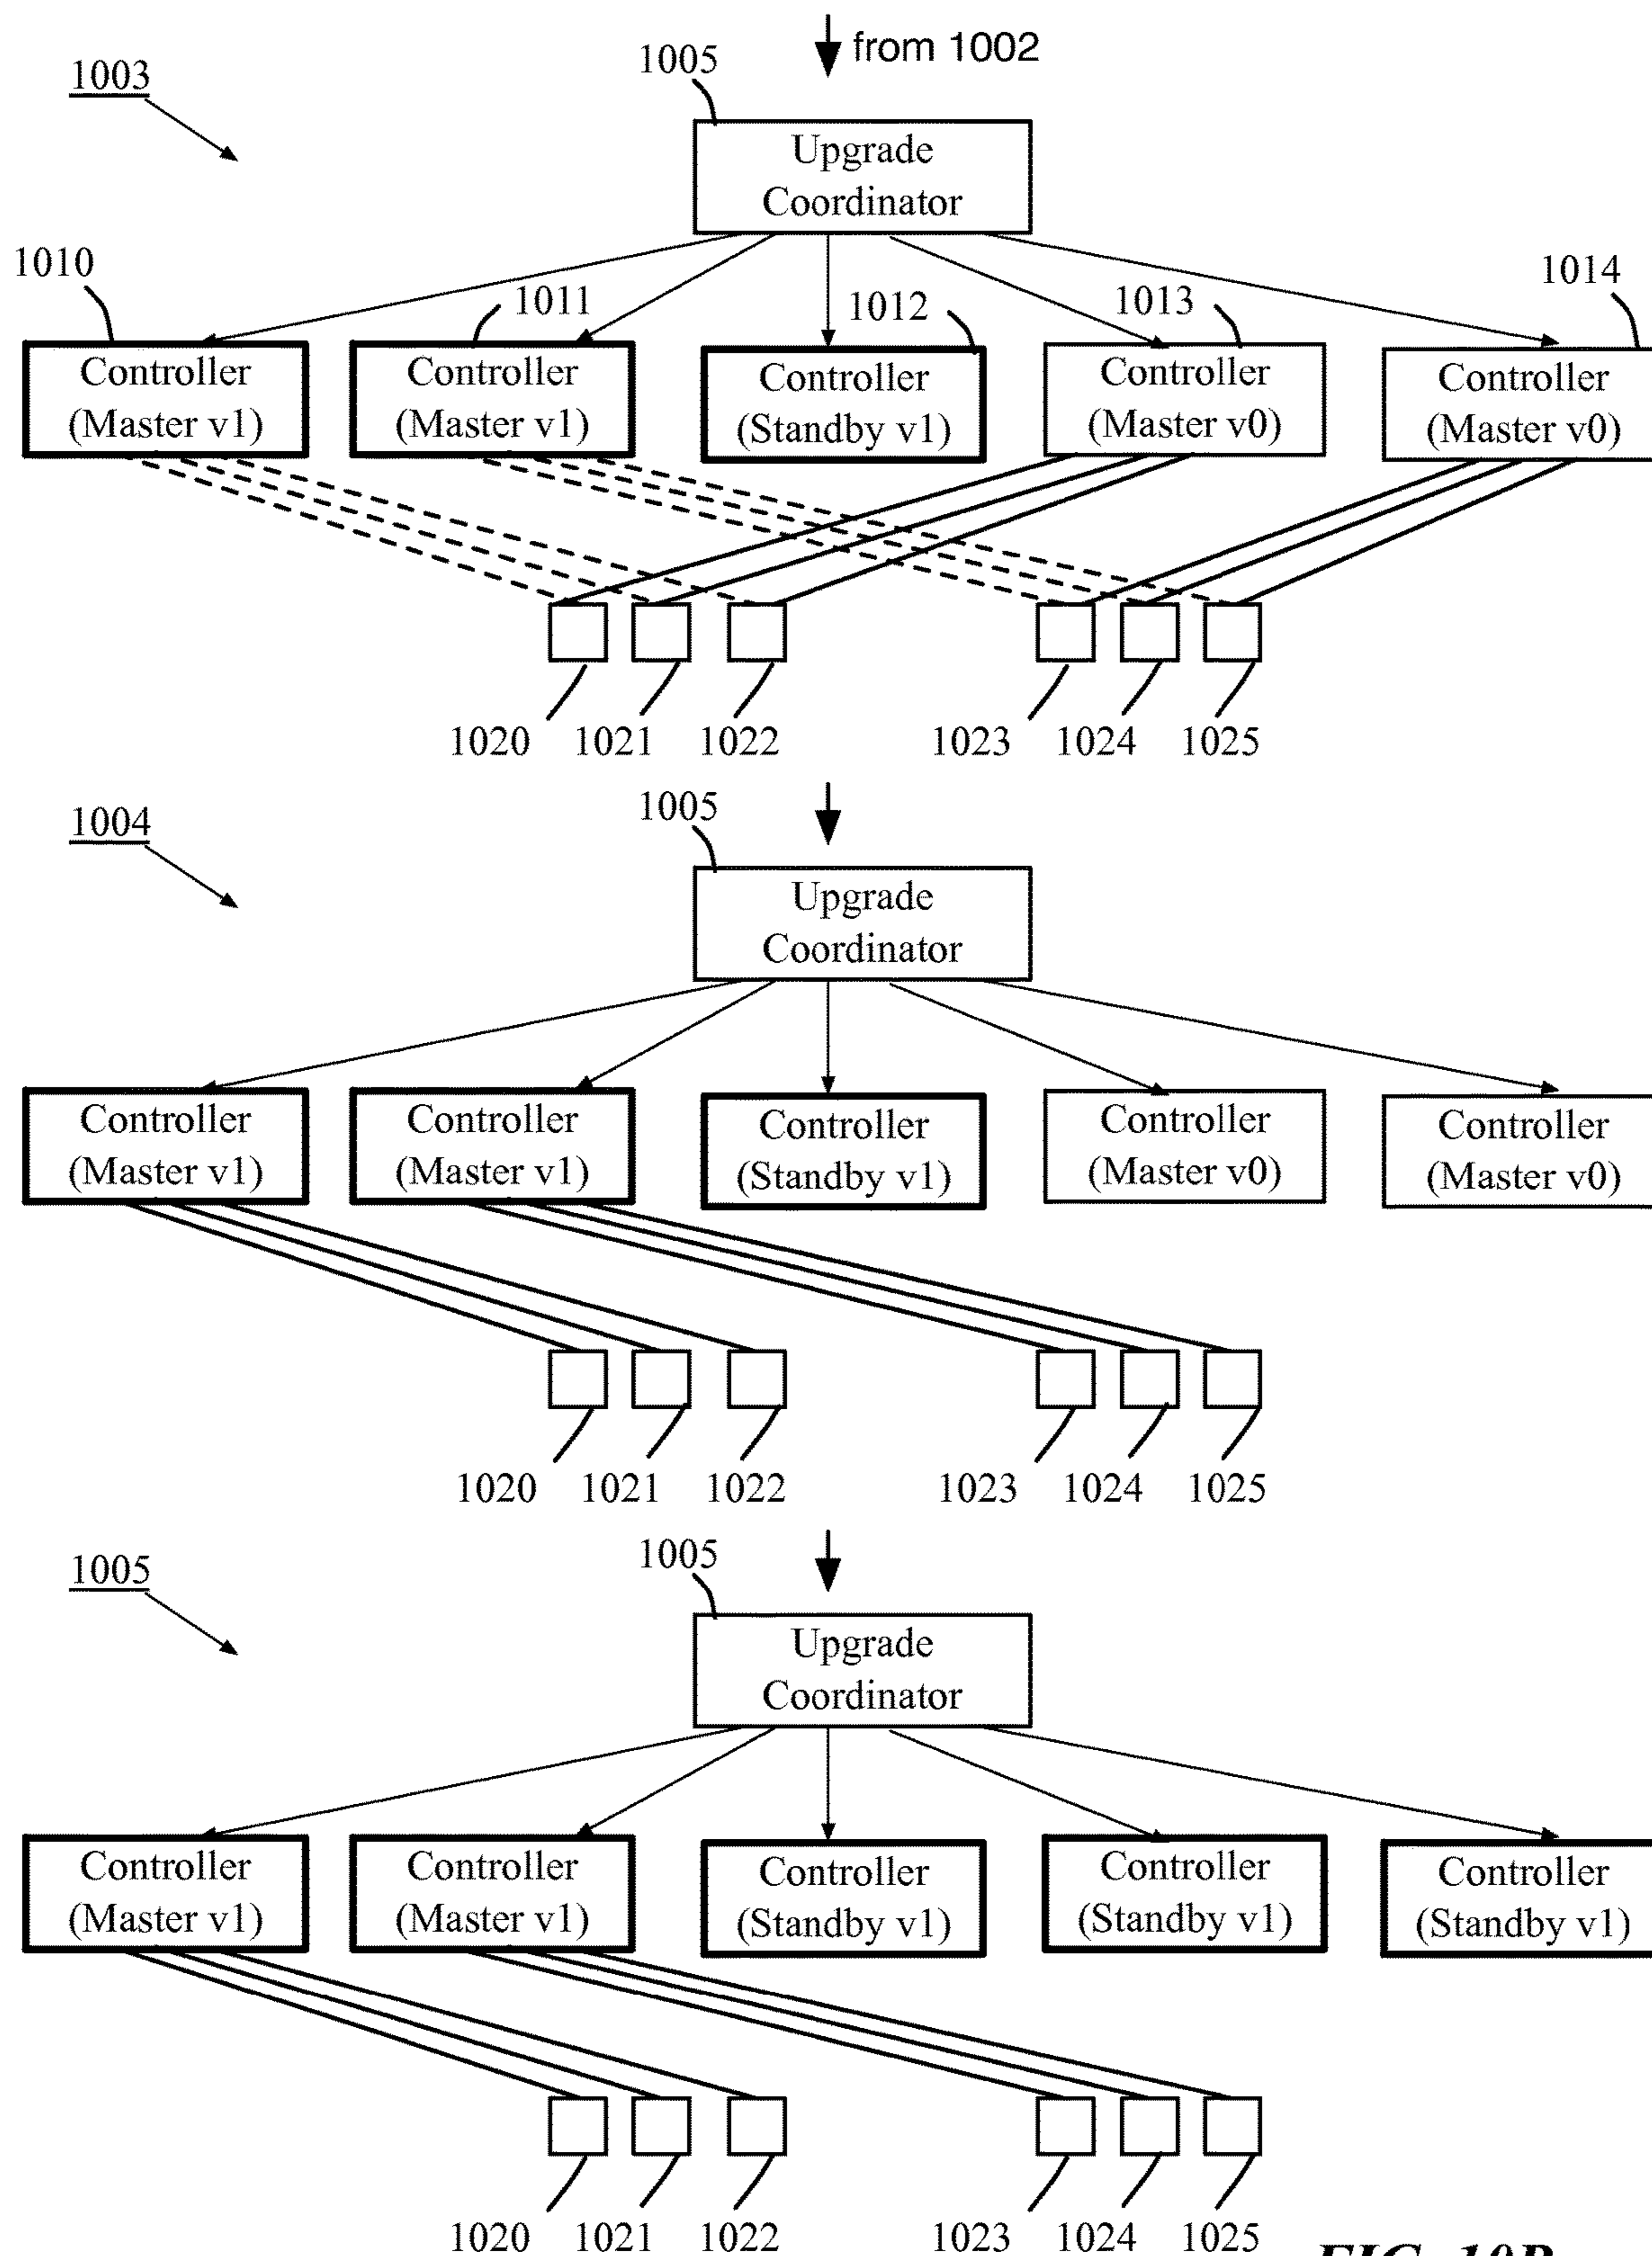 from 1002
1005
1003
Upgrade
Coordinator
1010
1011
1012
1013
1014
Controller
(Master v1)
Controller
(Master v1)
Controller
(Standby v1)
Controller
(Master v0)
Controller
(Master v0)
1020
1021
1022
1023
1024
1025
1005
1004
Upgrade
Coordinator
Controller
(Master v1)
Controller
(Master v1)
Controller
(Standby v1)
Controller
(Master v0)
Controller
(Master v0)
1020
1021
1022
1023
1024
1025
1005
1005
Upgrade
Coordinator
Controller
(Master v1)
Controller
(Master v1)
Controller
(Standby v1)
Controller
(Standby v1)
Controller
(Standby v1)
1020
1021
1022
1023
1024
1025
FIG. 10B